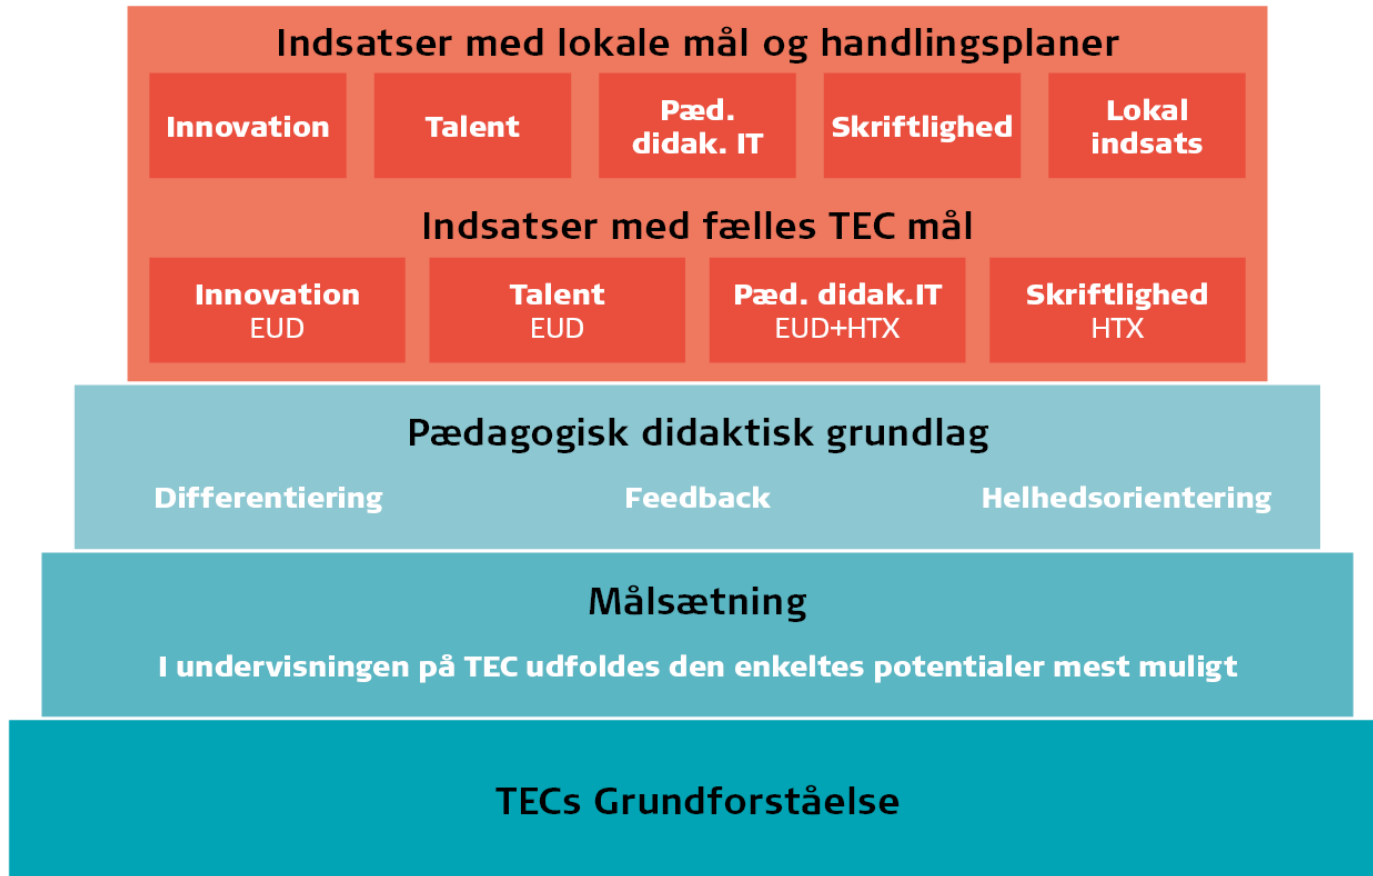 Indsatser med lokale mål og handlingsplaner
Innovation
Talent
Pæd.
didak. IT
Skriftlighed
Lokal
indsats
Indsatser med fælles TEC mål
Innovation
EUD
Talent
EUD
Pæd. didak.IT
EUD+HTX
Skriftlighed
HTX
Pædagogisk didaktisk grundlag
Differentiering
Feedback
Helhedsorientering
Målsætning
I undervisningen på TEC udfoldes den enkeltes potentialer mest muligt
TECs Grundforståelse